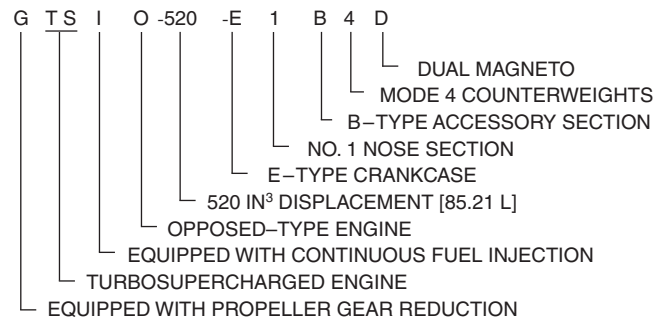 G TS I O -520 -E 1 B 4 D
DUAL MAGNETO
MODE 4 COUNTERWEIGHTS
B–TYPE ACCESSORY SECTION
NO. 1 NOSE SECTION
E–TYPE CRANKCASE
520 IN³ DISPLACEMENT [85.21 L]
OPPOSED–TYPE ENGINE
EQUIPPED WITH CONTINUOUS FUEL INJECTION
TURBOSUPERCHARGED ENGINE
EQUIPPED WITH PROPELLER GEAR REDUCTION